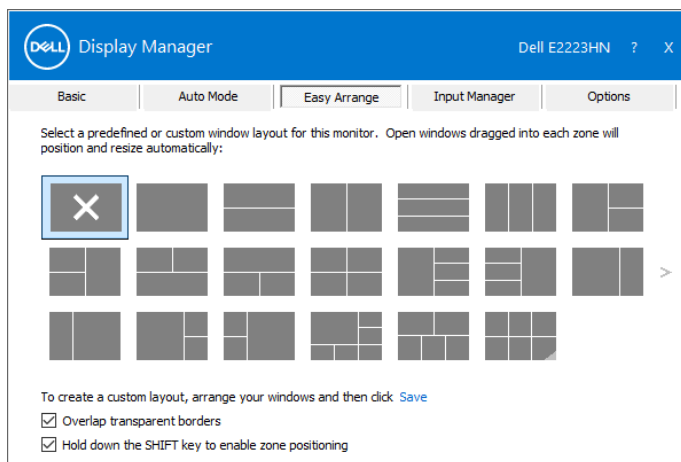 DELL Display Manager Dell E2223HN ? X
Basic Auto Mode Easy Arrange Input Manager Options
Select a predefined or custom window layout for this monitor. Open windows dragged into each zone will
position and resize automatically:
>
To create a custom layout, arrange your windows and then click Save
Overlap transparent borders
Hold down the SHIFT key to enable zone positioning